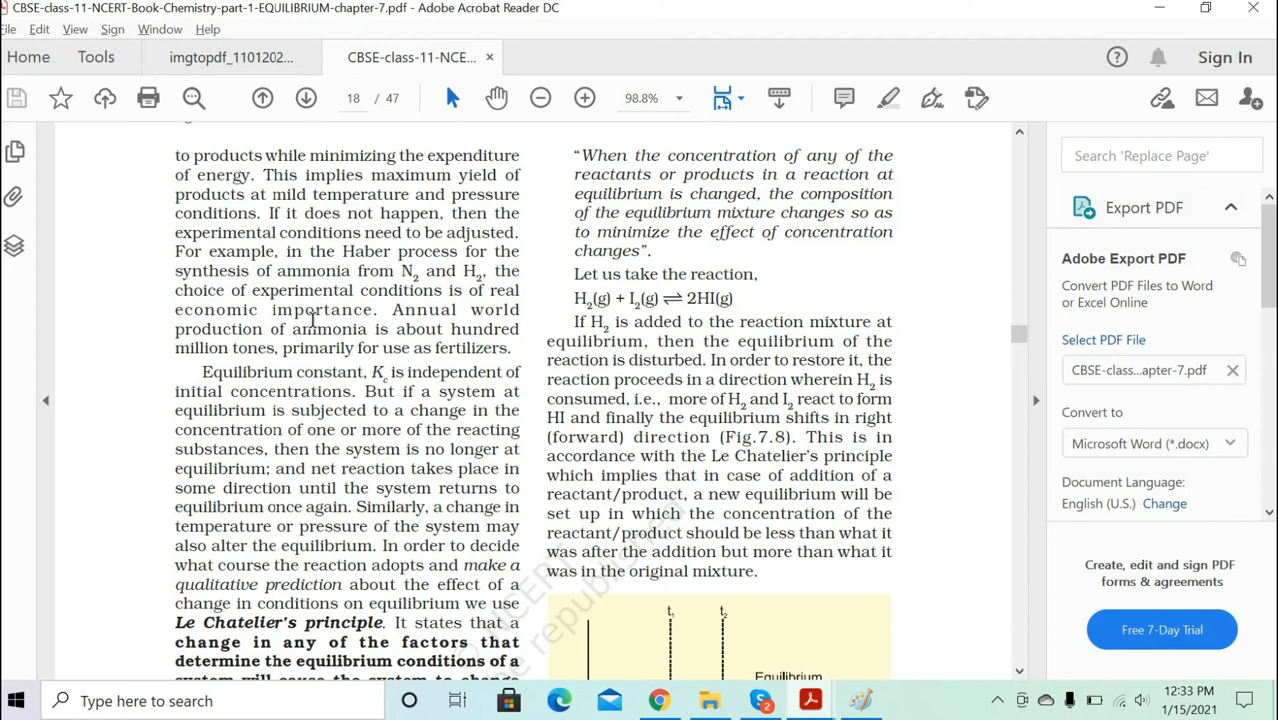 CBSE-class-11-NCERT-Book-Chemistry-part-1-EQUILIBRIUM-chapter-7.pdf - Adobe Acrobat Reader DC
File Edit View Sign Window Help
Home Tools imgtopdf_1101202... CBSE-class-11-NCE... × Sign In
18 / 47 98.8%
to products while minimizing the expenditure
of energy. This implies maximum yield of
products at mild temperature and pressure
conditions. If it does not happen, then the
experimental conditions need to be adjusted.
For example, in the Haber process for the
synthesis of ammonia from N₂ and H₂, the
choice of experimental conditions is of real
economic importance. Annual world
production of ammonia is about hundred
million tones, primarily for use as fertilizers.
Equilibrium constant, Kc is independent of
initial concentrations. But if a system at
equilibrium is subjected to a change in the
concentration of one or more of the reacting
substances, then the system is no longer at
equilibrium; and net reaction takes place in
some direction until the system returns to
equilibrium once again. Similarly, a change in
temperature or pressure of the system may
also alter the equilibrium. In order to decide
what course the reaction adopts and make a
qualitative prediction about the effect of a
change in conditions on equilibrium we use
Le Chatelier's principle. It states that a
change in any of the factors that
determine the equilibrium conditions of a
system will cause the system to change
"When the concentration of any of the
reactants or products in a reaction at
equilibrium is changed, the composition
of the equilibrium mixture changes so as
to minimize the effect of concentration
changes".
Let us take the reaction,
H₂(g) + I₂(g) ⇌ 2HI(g)
If H₂ is added to the reaction mixture at
equilibrium, then the equilibrium of the
reaction is disturbed. In order to restore it, the
reaction proceeds in a direction wherein H₂ is
consumed, i.e., more of H₂ and I₂ react to form
HI and finally the equilibrium shifts in right
(forward) direction (Fig.7.8). This is in
accordance with the Le Chatelier's principle
which implies that in case of addition of a
reactant/product, a new equilibrium will be
set up in which the concentration of the
reactant/product should be less than what it
was after the addition but more than what it
was in the original mixture.
© NCERT
be republished
t₁ t₂
Equilibrium
Search 'Replace Page'
Export PDF
Adobe Export PDF
Convert PDF Files to Word
or Excel Online
Select PDF File
CBSE-class...apter-7.pdf ×
Convert to
Microsoft Word (*.docx)
Document Language:
English (U.S.) Change
Create, edit and sign PDF
forms & agreements
Free 7-Day Trial
Type here to search
2
12:33 PM
1/15/2021